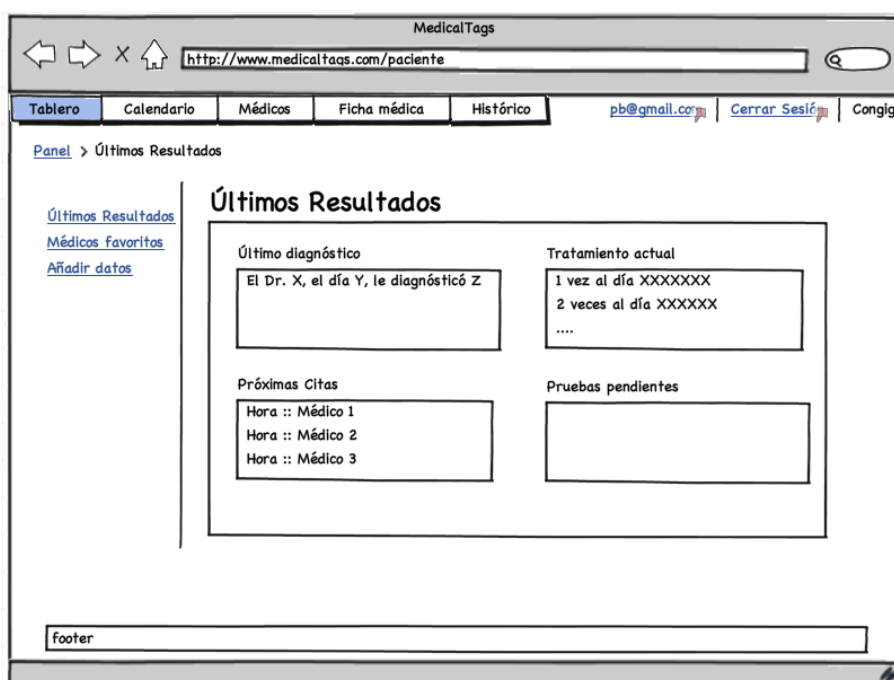 MedicalTags
http://www.medicaltags.com/paciente
Tablero Calendario Médicos Ficha médica Histórico pb@gmail.com Cerrar Sesión Congig
Panel > Últimos Resultados
Últimos Resultados
Médicos favoritos
Añadir datos
Últimos Resultados
Último diagnóstico
El Dr. X, el día Y, le diagnósticó Z
Tratamiento actual
1 vez al día XXXXXXX
2 veces al día XXXXXX
....
Próximas Citas
Hora :: Médico 1
Hora :: Médico 2
Hora :: Médico 3
Pruebas pendientes
footer